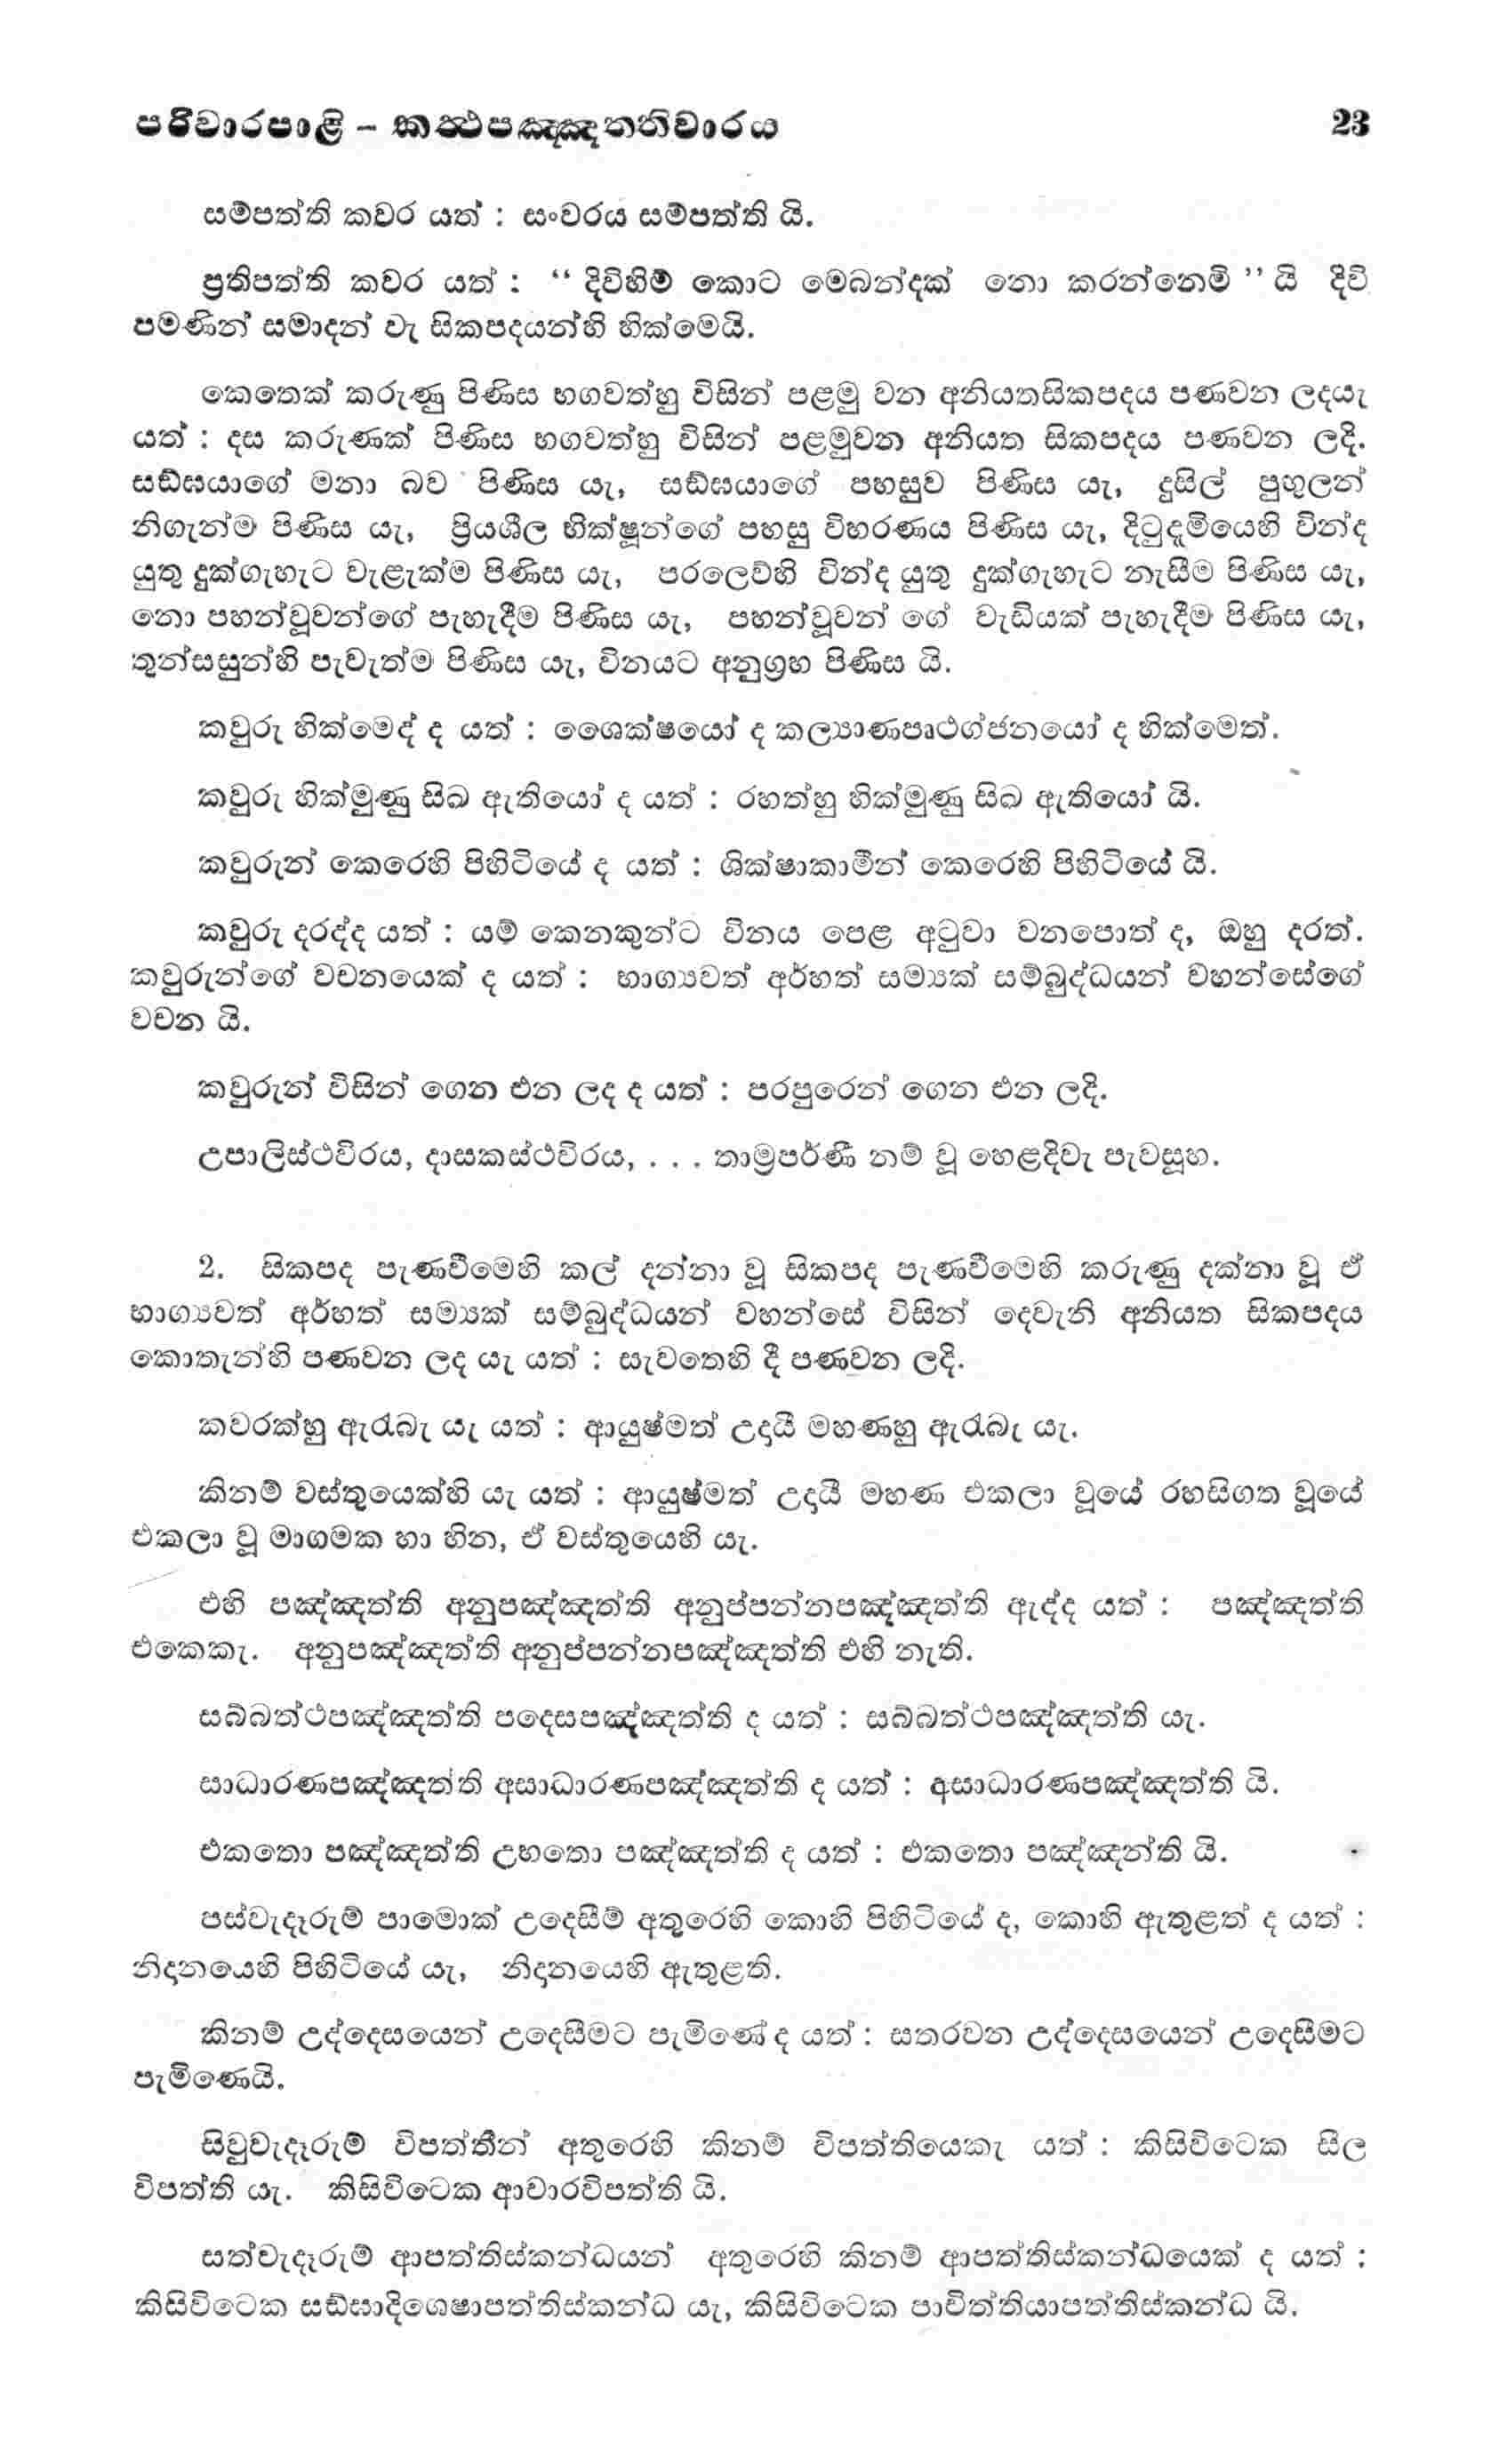 පරිවාරපාළි – කත්‍ථපඤ්ඤත්තිවාරය 23
සම්පත්ති කවර යත් : සංවරය සම්පත්ති යි.
ප්‍රතිපත්ති කවර යත් : “ දිවිහිම් කොට මෙබන්දක් නො කරන්නෙමි ” යි දිවි
පමණින් සමාදන් වැ සිකපදයන්හි හික්මෙයි.
කෙතෙක් කරුණු පිණිස භගවත්හු විසින් පළමු වන අනියතසිකපදය පණවන ලදයැ
යත් : දස කරුණක් පිණිස භගවත්හු විසින් පළමුවන අනියත සිකපදය පණවන ලදි.
සඞ්ඝයාගේ මනා බව පිණිස යැ, සඞ්ඝයාගේ පහසුව පිණිස යැ, දුසිල් පුහුලන්
නිගැන්ම පිණිස යැ, ප්‍රියශීල භික්ෂූන්ගේ පහසු විහරණය පිණිස යැ, දිටුදැමියෙහි වින්ද
යුතු දුක්ගැහැට වැළැක්ම පිණිස යැ, පරලෙව්හි වින්ද යුතු දුක්ගැහැට නැසීම පිණිස යැ,
නො පහන්වූවන්ගේ පැහැදීම පිණිස යැ, පහන්වූවන් ගේ වැඩියක් පැහැදීම පිණිස යැ,
තුන්සසුන්හි පැවැත්ම පිණිස යැ, විනයට අනුග්‍රහ පිණිස යි.
කවුරු හික්මෙද් ද යත් : ශෛක්ෂයෝ ද කල්‍යාණපෘථග්ජනයෝ ද හික්මෙත්.
කවුරු හික්මුණු සිඛ ඇතියෝ ද යත් : රහත්හු හික්මුණු සිඛ ඇතියෝ යි.
කවුරුන් කෙරෙහි පිහිටියේ ද යත් : ශික්ෂාකාමීන් කෙරෙහි පිහිටියේ යි.
කවුරු දරද්ද යත් : යම් කෙනකුන්ට විනය පෙළ අටුවා වනපොත් ද, ඔහු දරත්.
කවුරුන්ගේ වචනයෙක් ද යත් : භාග්‍යවත් අර්හත් සම්‍යක් සම්බුද්ධයන් වහන්සේගේ
වචන යි.
කවුරුන් විසින් ගෙන එන ලද ද යත් : පරපුරෙන් ගෙන එන ලදි.
උපාලිස්ථවිරය, දාසකස්ථවිරය, . . . තාම්‍රපර්ණී නම් වූ හෙළදිවැ පැවසූහ.
2. සිකපද පැණවීමෙහි කල් දන්නා වූ සිකපද පැණවීමෙහි කරුණු දක්නා වූ ඒ
භාග්‍යවත් අර්හත් සම්‍යක් සම්බුද්ධයන් වහන්සේ විසින් දෙවැනි අනියත සිකපදය
කොතැන්හි පණවන ලද යැ යත් : සැවතෙහි දී පණවන ලදි.
කවරක්හු ඇරැබැ යැ යත් : ආයුෂ්මත් උදායී මහණහු ඇරැබැ යැ.
කිනම් වස්තුයෙක්හි යැ යත් : ආයුෂ්මත් උදායී මහණ එකලා වූයේ රහසිගත වූයේ
එකලා වූ මාගමක හා හින, ඒ වස්තුයෙහි යැ.
එහි පඤ්ඤත්ති අනුපඤ්ඤත්ති අනුප්පන්නපඤ්ඤත්ති ඇද්ද යත් : පඤ්ඤත්ති
එකෙකැ. අනුපඤ්ඤත්ති අනුප්පන්නපඤ්ඤත්ති එහි නැති.
සබ්බත්ථපඤ්ඤත්ති පදෙසපඤ්ඤත්ති ද යත් : සබ්බත්ථපඤ්ඤත්ති යැ.
සාධාරණපඤ්ඤත්ති අසාධාරණපඤ්ඤත්ති ද යත් : අසාධාරණපඤ්ඤත්ති යි.
එකතො පඤ්ඤත්ති උභතො පඤ්ඤත්ති ද යත් : එකතො පඤ්ඤන්ති යි.
පස්වැදෑරුම් පාමොක් උදෙසීම් අතුරෙහි කොහි පිහිටියේ ද, කොහි ඇතුළත් ද යත් :
නිදානයෙහි පිහිටියේ යැ, නිදානයෙහි ඇතුළති.
කිනම් උද්දෙසයෙන් උදෙසීමට පැමිණේ ද යත් : සතරවන උද්දෙසයෙන් උදෙසීමට
පැමිණෙයි.
සිවුවැදෑරුම් විපත්තීන් අතුරෙහි කිනම් විපත්තියෙකැ යත් : කිසිවිටෙක සීල
විපත්ති යැ. කිසිවිටෙක ආචාරවිපත්ති යි.
සත්වැදෑරුම් ආපත්තිස්කන්ධයන් අතුරෙහි කිනම් ආපත්තිස්කන්ධයෙක් ද යත් :
කිසිවිටෙක සඞ්ඝාදිශෙෂාපත්තිස්කන්ධ යැ, කිසිවිටෙක පාචිත්තියාපත්තිස්කන්ධ යි.